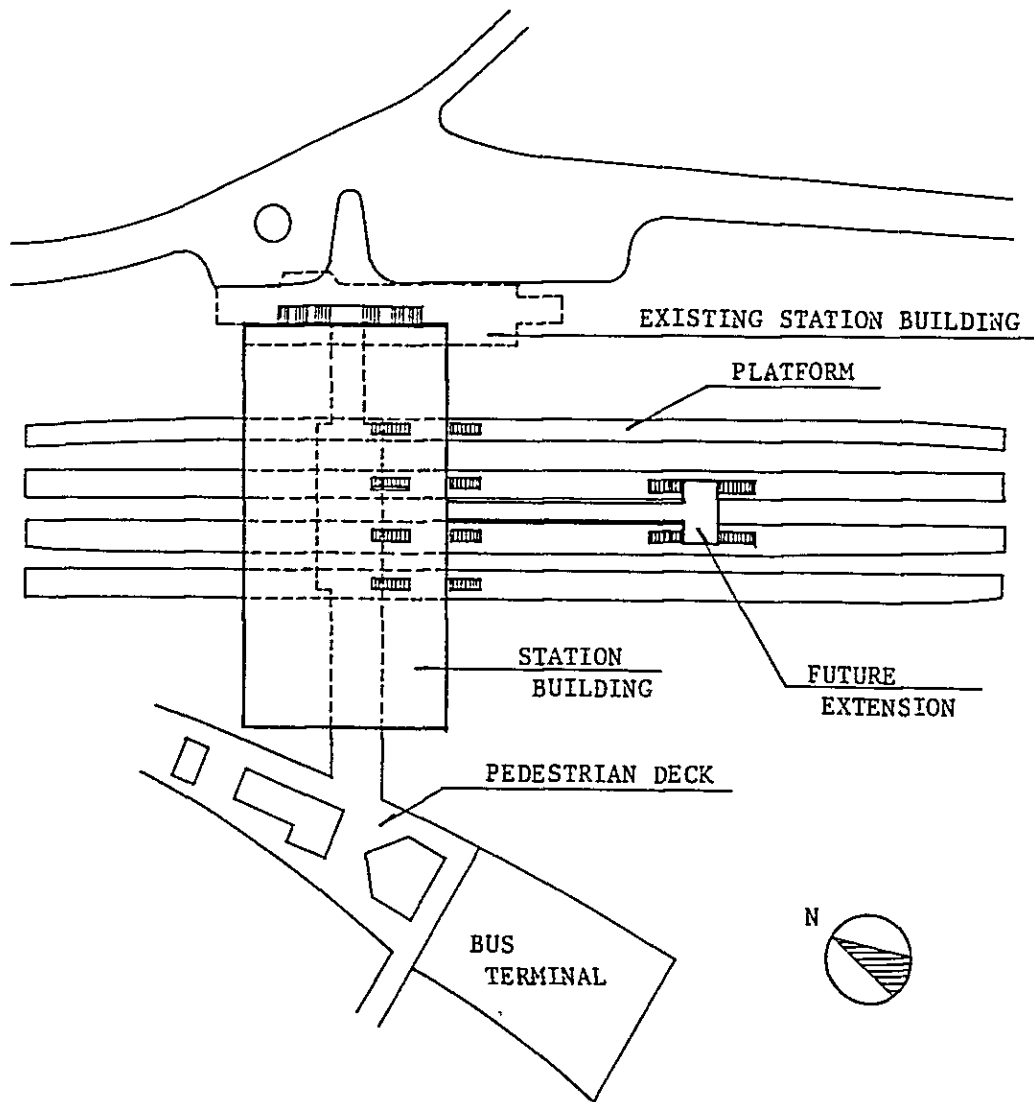 EXISTING STATION BUILDING
PLATFORM
STATION
BUILDING
FUTURE
EXTENSION
PEDESTRIAN DECK
N
BUS
TERMINAL